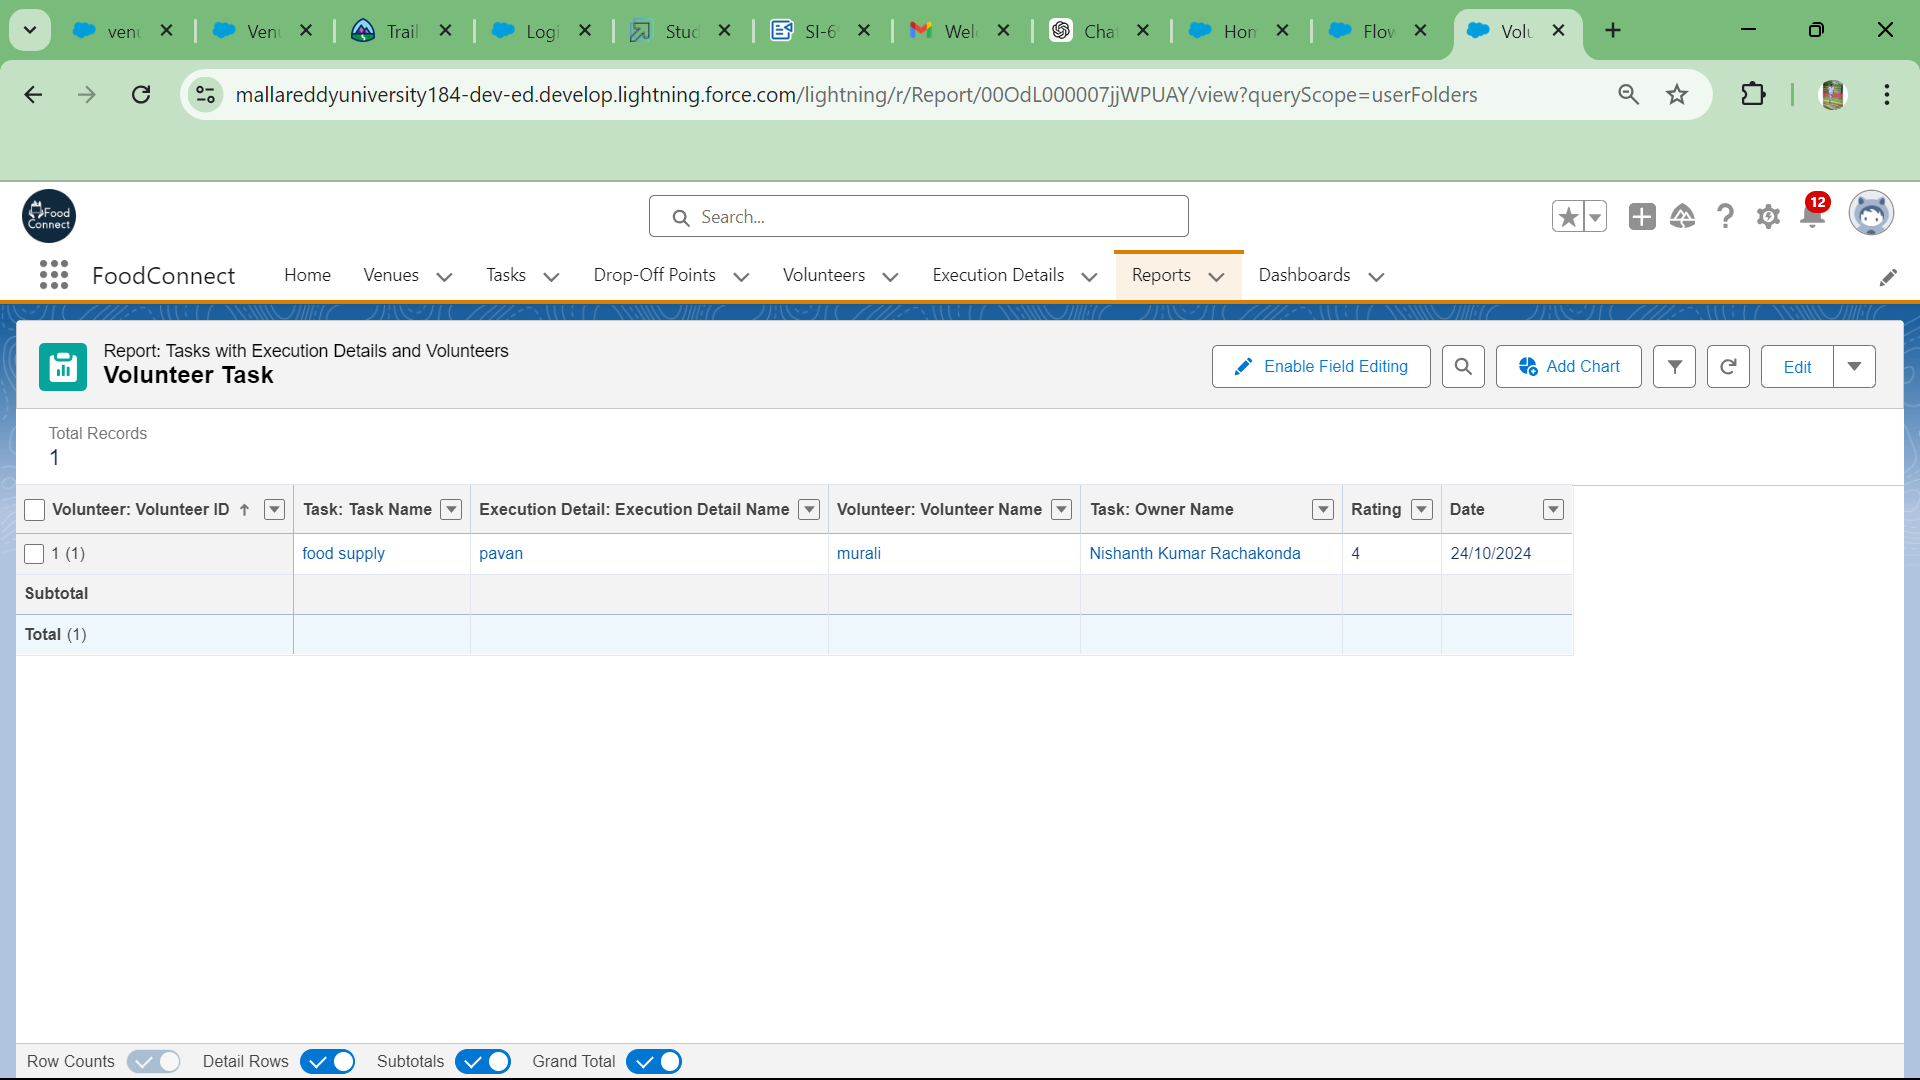 venu
Venu
Trail
Logi
Stud
SI-6
Wel
Cha
Hon
Flov
Volu
mallareddyuniversity184-dev-ed.develop.lightning.force.com/lightning/r/Report/00OdL000007jjWPUAY/view?queryScope=userFolders
Food
Connect
Search...
12
FoodConnect
Home
Venues
Tasks
Drop-Off Points
Volunteers
Execution Details
Reports
Dashboards
Report: Tasks with Execution Details and Volunteers
Volunteer Task
Enable Field Editing
Add Chart
Edit
Total Records
1
Volunteer: Volunteer ID ↑ Task: Task Name Execution Detail: Execution Detail Name Volunteer: Volunteer Name Task: Owner Name Rating Date
1 (1) food supply pavan murali Nishanth Kumar Rachakonda 4 24/10/2024
Subtotal
Total (1)
Row Counts Detail Rows Subtotals Grand Total